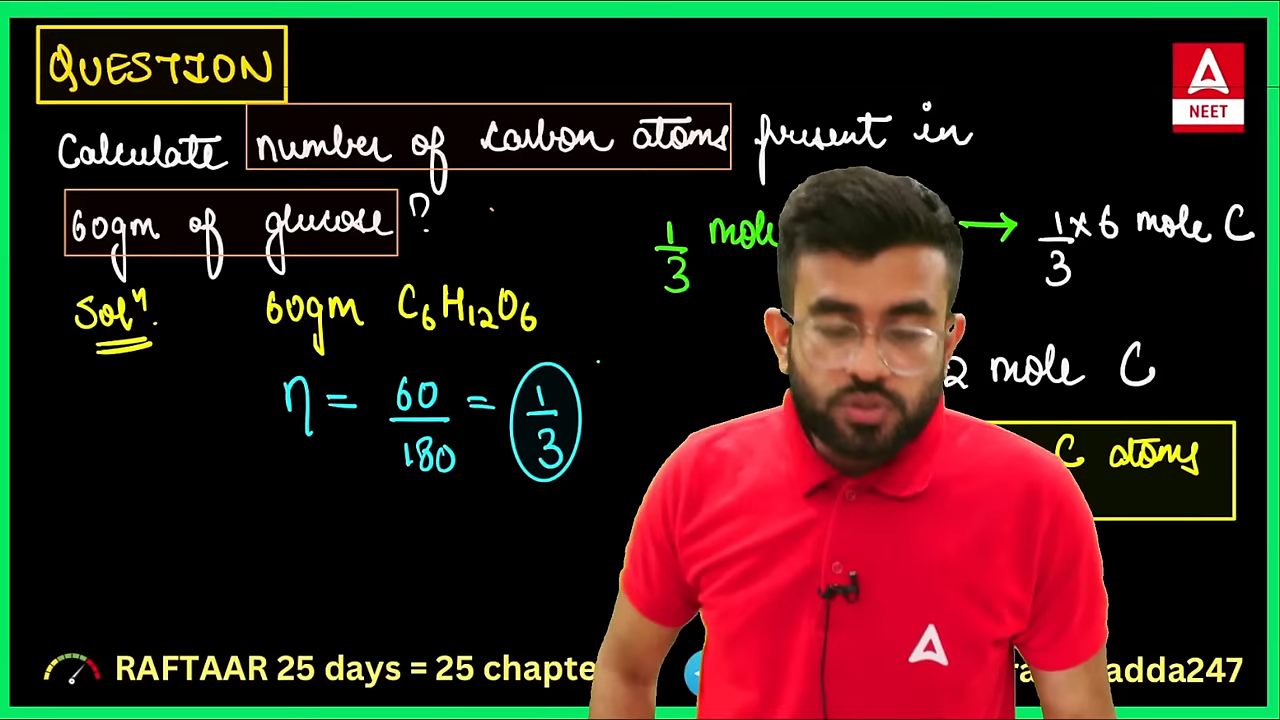 QUESTION
Calculate number of carbon atoms present in
60gm of glucose?
1/3 mole → 1/3 × 6 mole C
Solⁿ. 60gm C₆H₁₂O₆
2 mole C
η = 60/180 = 1/3
C atoms
NEET
RAFTAAR 25 days = 25 chapte
adda247